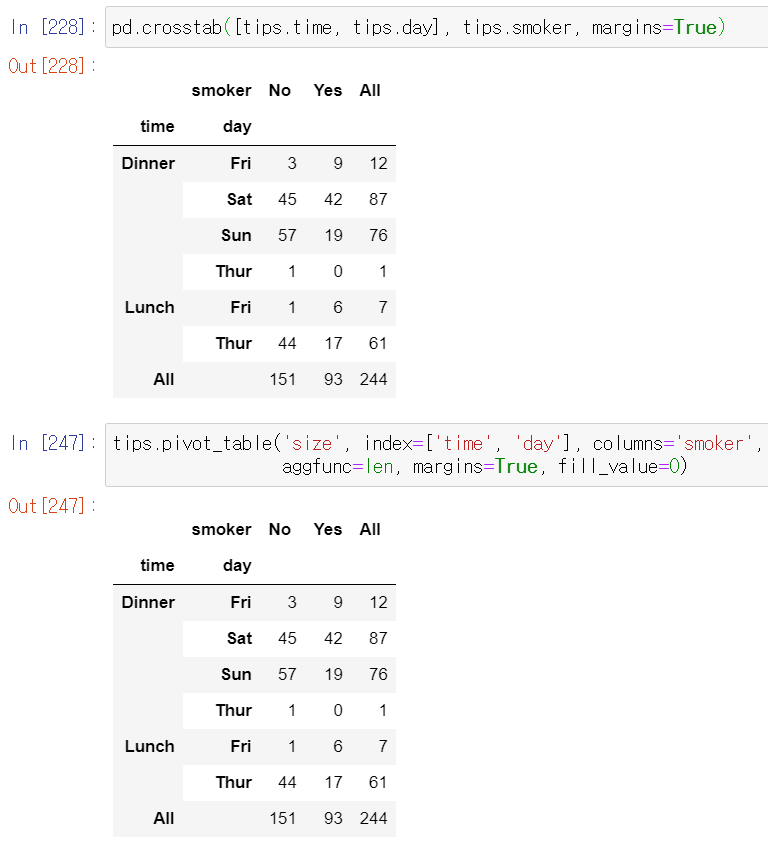 In [228]: pd.crosstab([tips.time, tips.day], tips.smoker, margins=True)
Out[228]:
smoker No Yes All
time day
Dinner Fri 3 9 12
Sat 45 42 87
Sun 57 19 76
Thur 1 0 1
Lunch Fri 1 6 7
Thur 44 17 61
All 151 93 244
In [247]: tips.pivot_table('size', index=['time', 'day'], columns='smoker',
aggfunc=len, margins=True, fill_value=0)
Out[247]:
smoker No Yes All
time day
Dinner Fri 3 9 12
Sat 45 42 87
Sun 57 19 76
Thur 1 0 1
Lunch Fri 1 6 7
Thur 44 17 61
All 151 93 244